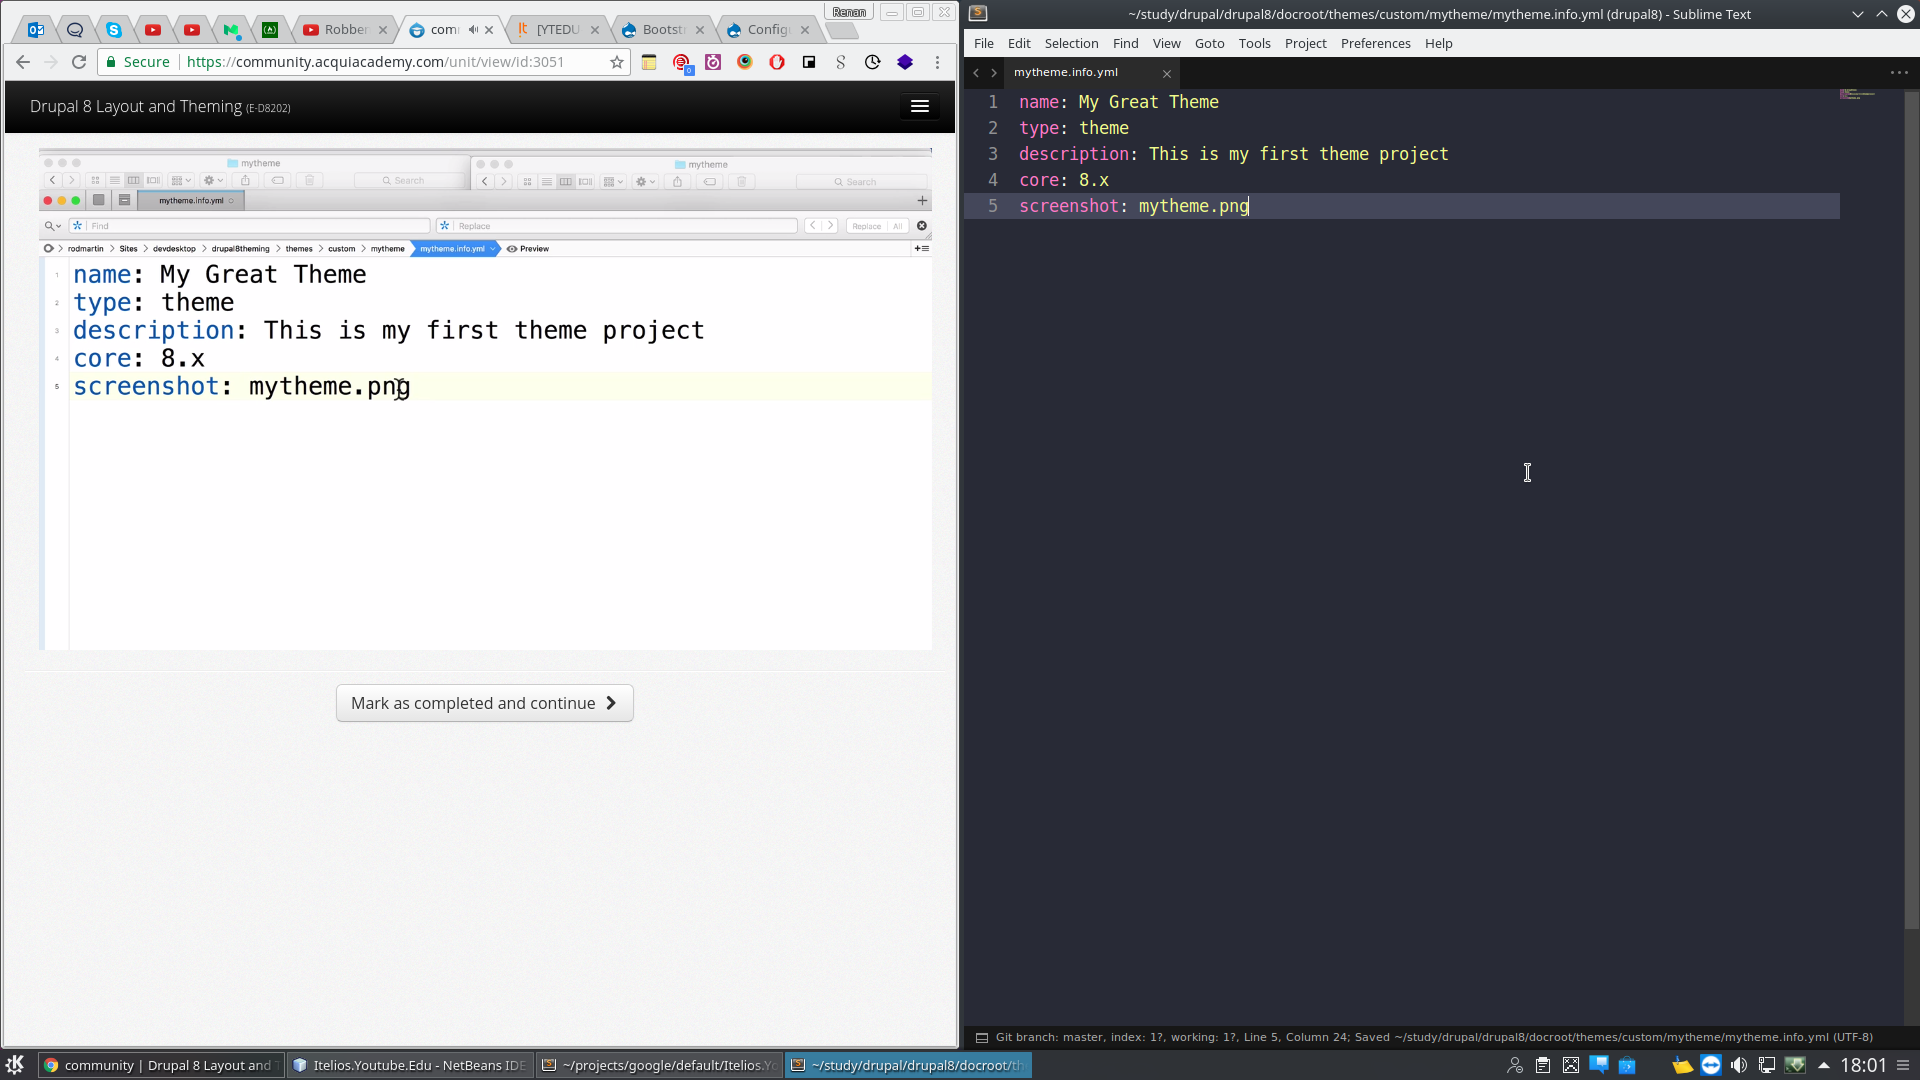 Renan
Robber
com
[YTEDU
Bootst
Config
Secure https://community.acquiacademy.com/unit/view/id:3051
0
Drupal 8 Layout and Theming (E-D8202)
mytheme
mytheme
Search
Search
mytheme.info.yml
Find
Replace
Replace All
rodmartin Sites devdesktop drupal8theming themes custom mytheme mytheme.info.yml Preview
1 name: My Great Theme
2 type: theme
3 description: This is my first theme project
4 core: 8.x
5 screenshot: mytheme.png
Mark as completed and continue
~/study/drupal/drupal8/docroot/themes/custom/mytheme/mytheme.info.yml (drupal8) - Sublime Text
File Edit Selection Find View Goto Tools Project Preferences Help
mytheme.info.yml
1 name: My Great Theme
2 type: theme
3 description: This is my first theme project
4 core: 8.x
5 screenshot: mytheme.png
Git branch: master, index: 1?, working: 1?, Line 5, Column 24; Saved ~/study/drupal/drupal8/docroot/themes/custom/mytheme/mytheme.info.yml (UTF-8)
community | Drupal 8 Layout and T
Itelios.Youtube.Edu - NetBeans IDE
~/projects/google/default/Itelios.Yo
~/study/drupal/drupal8/docroot/th
18:01